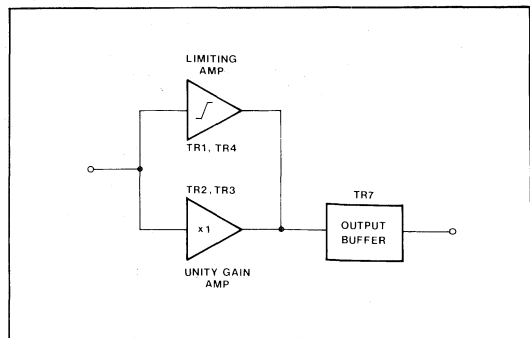 LIMITING
AMP
TR1, TR4
TR2, TR3
x1
UNITY GAIN
AMP
TR7
OUTPUT
BUFFER